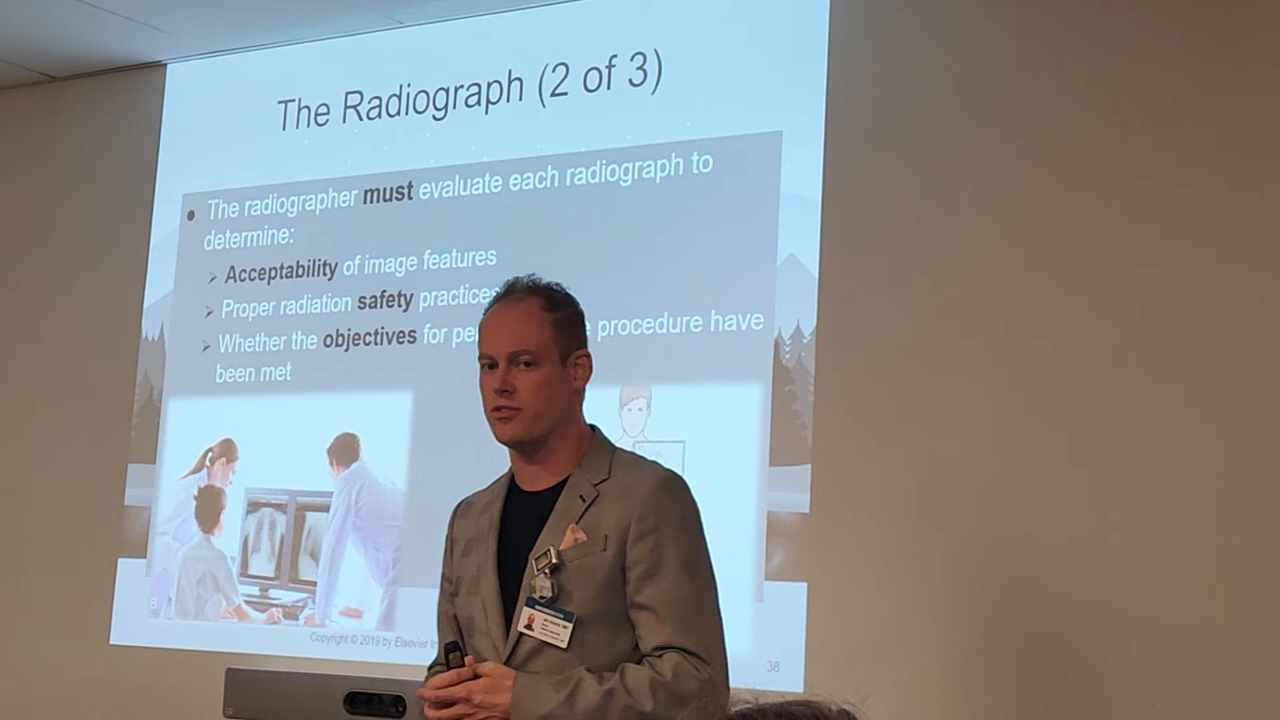 The Radiograph (2 of 3)
The radiographer must evaluate each radiograph to
determine:
Acceptability of image features
Proper radiation safety practices
Whether the objectives for procedure have
been met
Copyright © 2019 by Elsevier
38